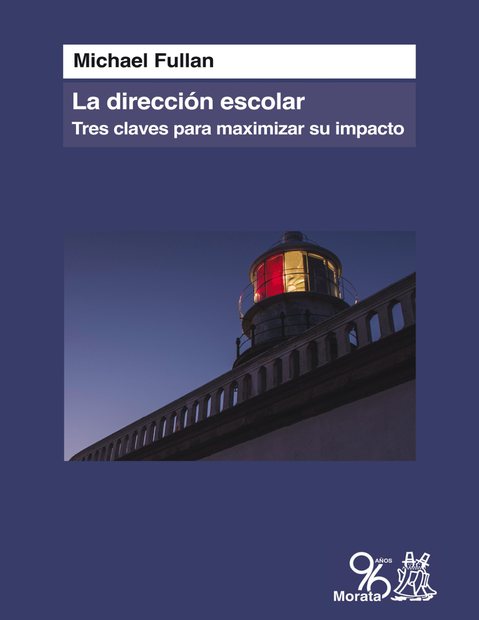 Michael Fullan
La dirección escolar
Tres claves para maximizar su impacto
96 AÑOS
Morata